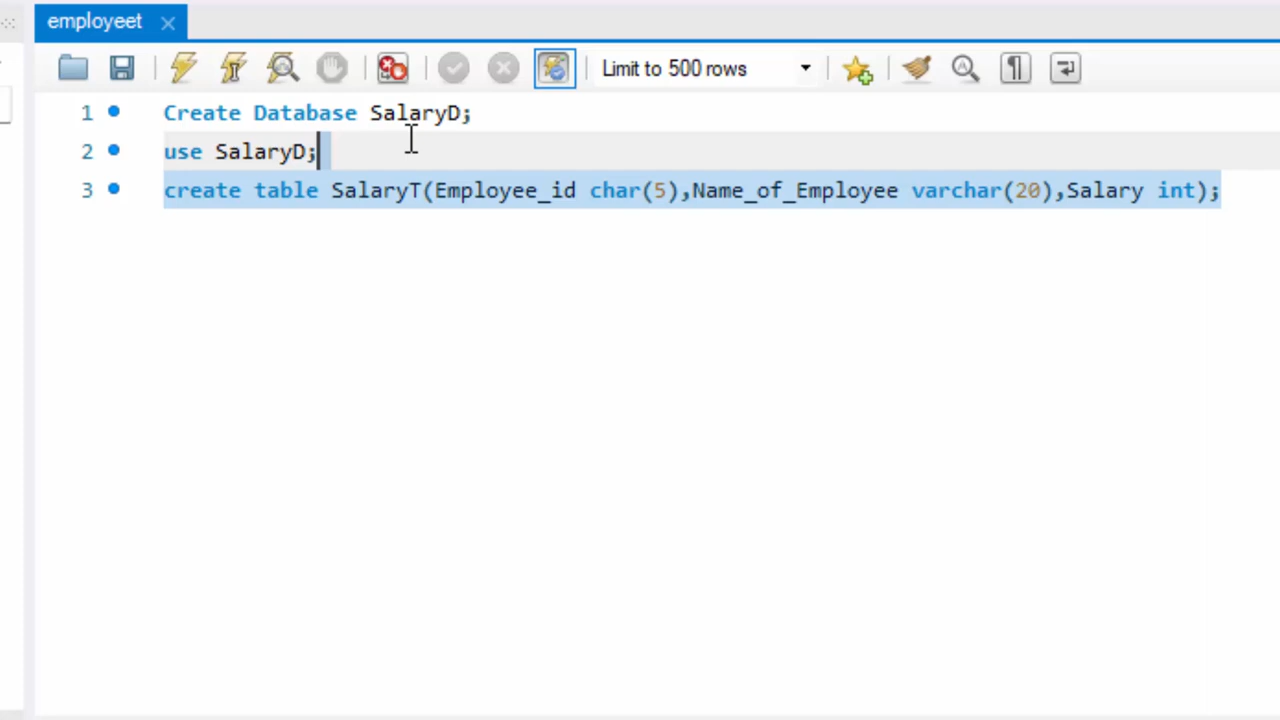 employeet
Limit to 500 rows
1 Create Database SalaryD;
2 use SalaryD;
3 create table SalaryT(Employee_id char(5),Name_of_Employee varchar(20),Salary int);